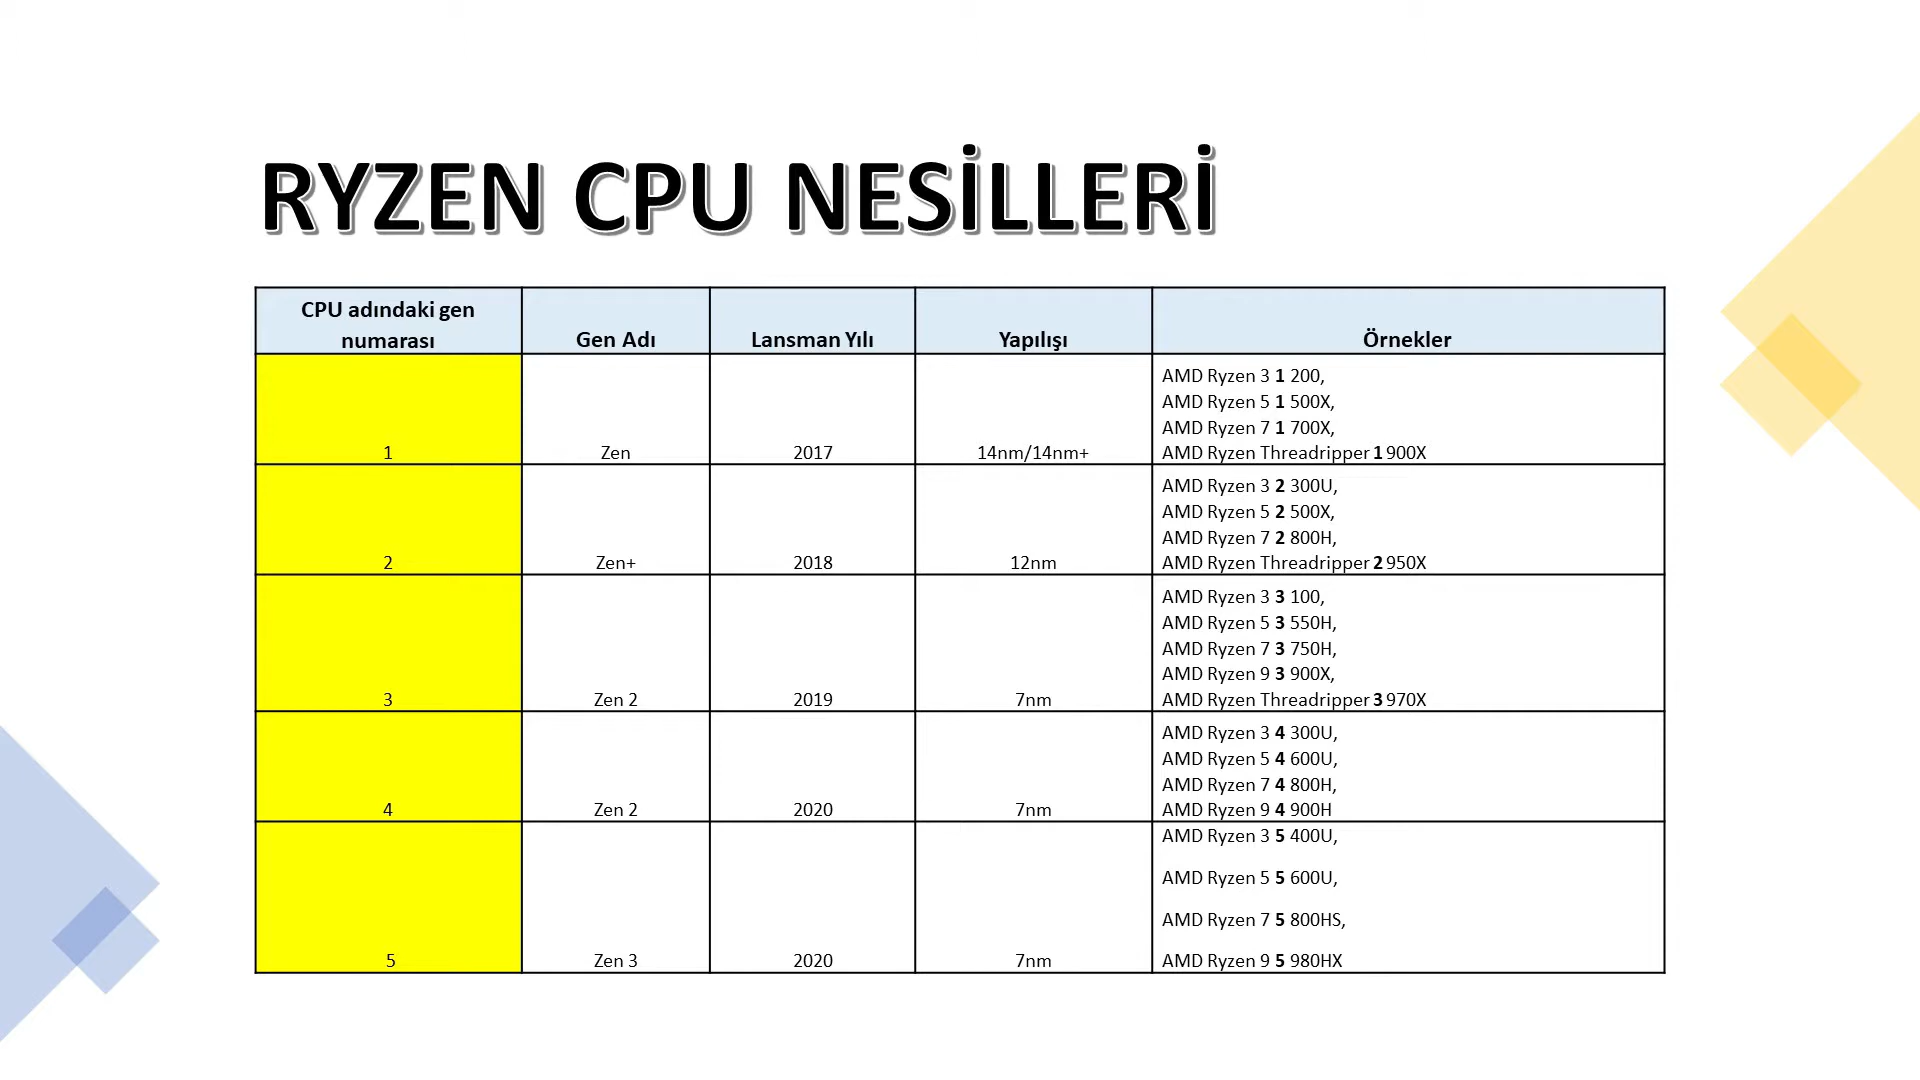 RYZEN CPU NESİLLERİ
CPU adındaki gen
numarası
Gen Adı
Lansman Yılı
Yapılışı
Örnekler
1
Zen
2017
14nm/14nm+
AMD Ryzen 3 1 200,
AMD Ryzen 5 1 500X,
AMD Ryzen 7 1 700X,
AMD Ryzen Threadripper 1 900X
2
Zen+
2018
12nm
AMD Ryzen 3 2 300U,
AMD Ryzen 5 2 500X,
AMD Ryzen 7 2 800H,
AMD Ryzen Threadripper 2 950X
3
Zen 2
2019
7nm
AMD Ryzen 3 3 100,
AMD Ryzen 5 3 550H,
AMD Ryzen 7 3 750H,
AMD Ryzen 9 3 900X,
AMD Ryzen Threadripper 3 970X
4
Zen 2
2020
7nm
AMD Ryzen 3 4 300U,
AMD Ryzen 5 4 600U,
AMD Ryzen 7 4 800H,
AMD Ryzen 9 4 900H
5
Zen 3
2020
7nm
AMD Ryzen 3 5 400U,
AMD Ryzen 5 5 600U,
AMD Ryzen 7 5 800HS,
AMD Ryzen 9 5 980HX